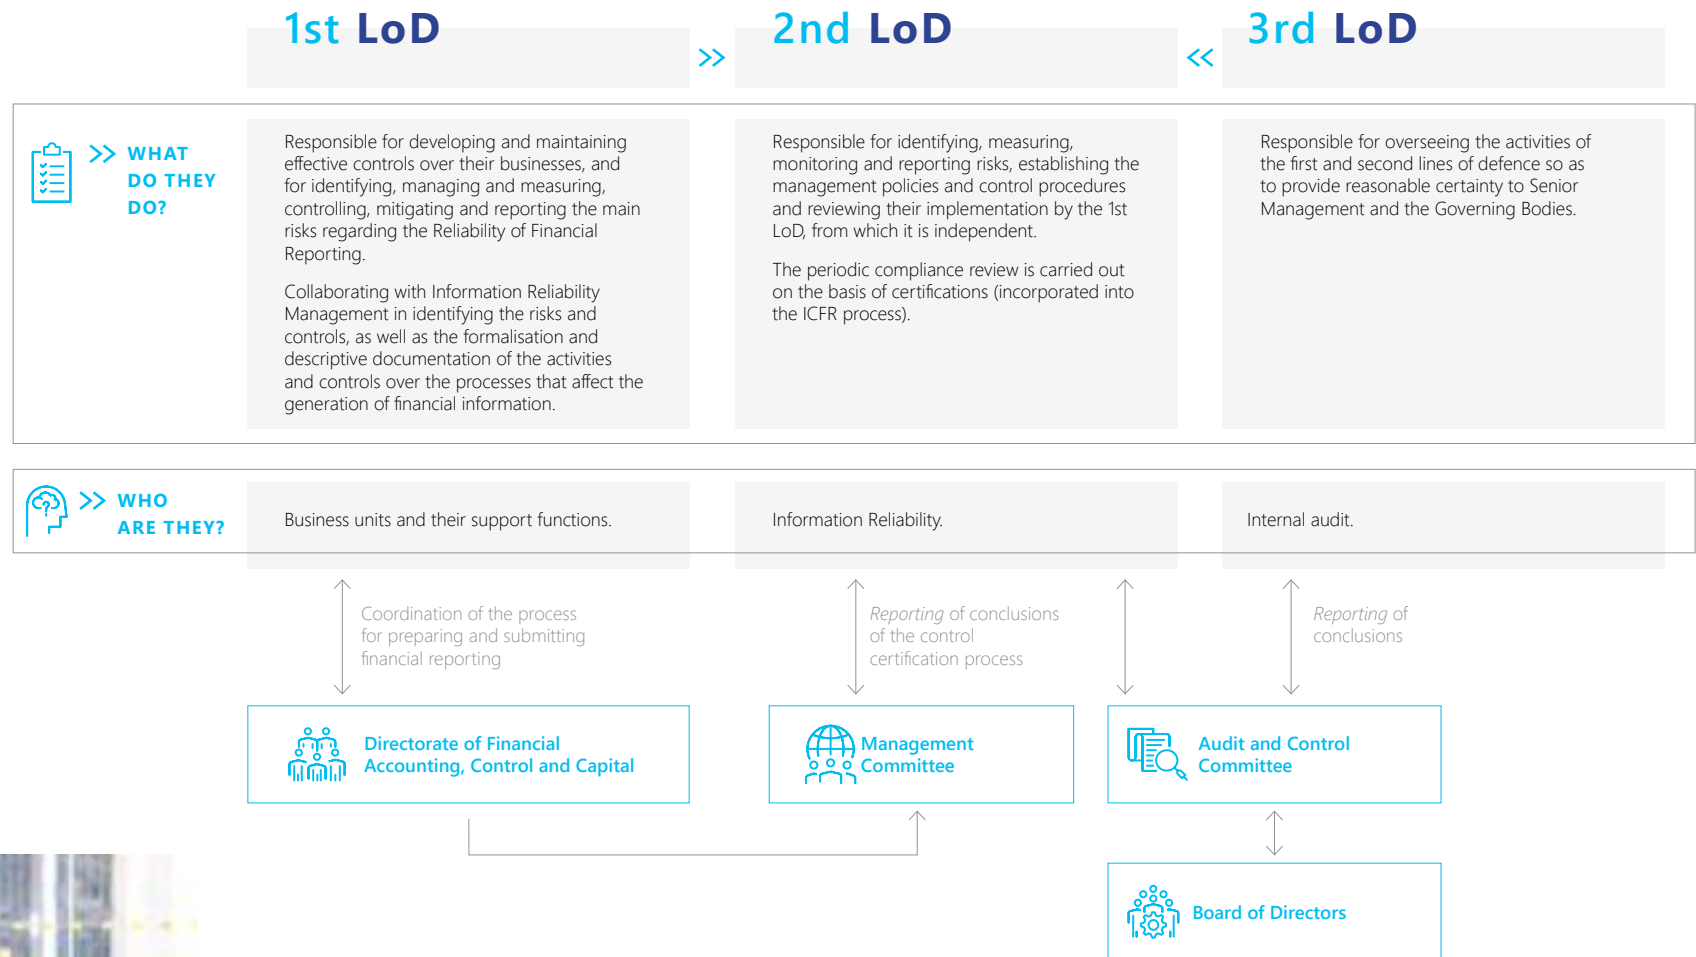 1st LoD
>>
2nd LoD
<<
3rd LoD
>> WHAT
DO THEY
DO?
Responsible for developing and maintaining
effective controls over their businesses, and
for identifying, managing and measuring,
controlling, mitigating and reporting the main
risks regarding the Reliability of Financial
Reporting.
Collaborating with Information Reliability
Management in identifying the risks and
controls, as well as the formalisation and
descriptive documentation of the activities
and controls over the processes that affect the
generation of financial information.
Responsible for identifying, measuring,
monitoring and reporting risks, establishing the
management policies and control procedures
and reviewing their implementation by the 1st
LoD, from which it is independent.
The periodic compliance review is carried out
on the basis of certifications (incorporated into
the ICFR process).
Responsible for overseeing the activities of
the first and second lines of defence so as
to provide reasonable certainty to Senior
Management and the Governing Bodies.
>> WHO
ARE THEY?
Business units and their support functions.
Information Reliability.
Internal audit.
Coordination of the process
for preparing and submitting
financial reporting
Reporting of conclusions
of the control
certification process
Reporting of
conclusions
Directorate of Financial
Accounting, Control and Capital
Management
Committee
Audit and Control
Committee
Board of Directors